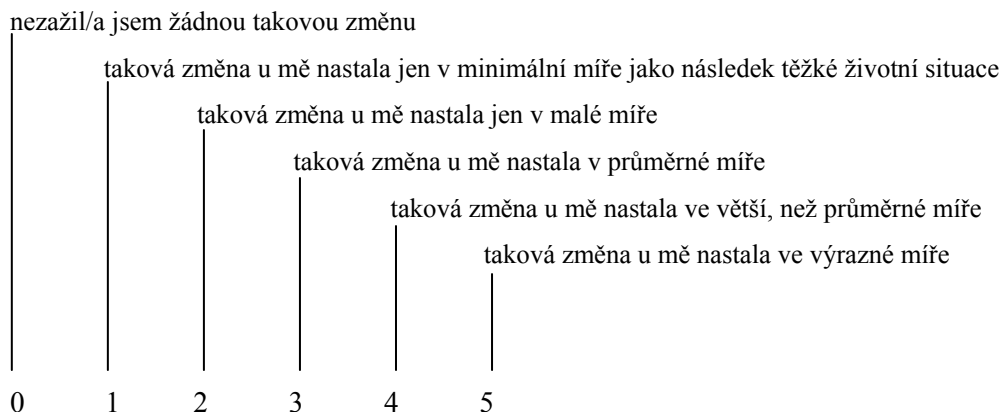 nezažil/a jsem žádnou takovou změnu
taková změna u mě nastala jen v minimální míře jako následek těžké životní situace
taková změna u mě nastala jen v malé míře
taková změna u mě nastala v průměrné míře
taková změna u mě nastala ve větší, než průměrné míře
taková změna u mě nastala ve výrazné míře
0 1 2 3 4 5